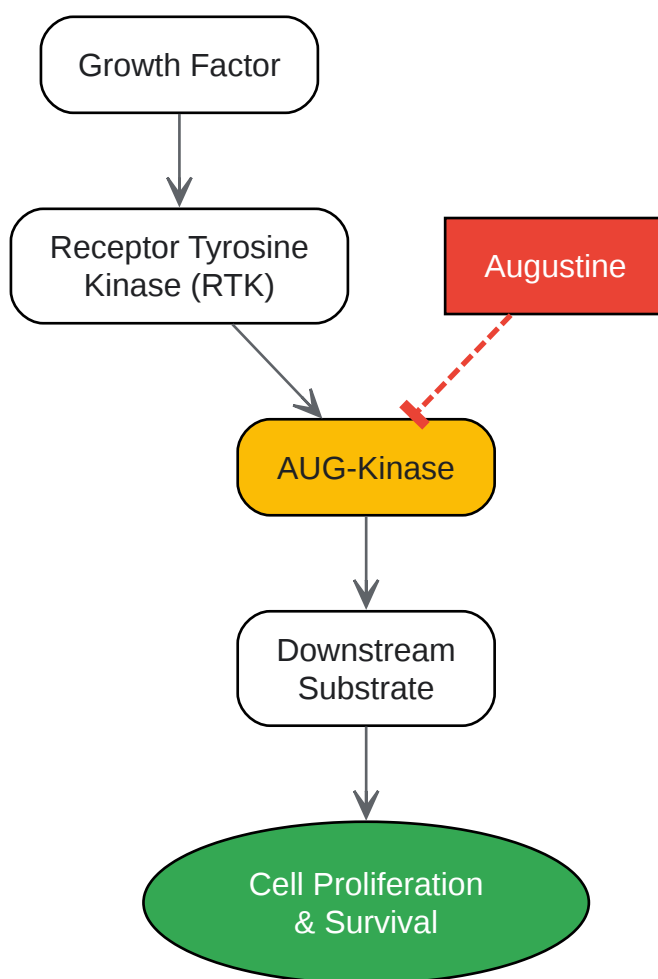 Growth Factor
Receptor Tyrosine
Kinase (RTK)
Augustine
AUG-Kinase
Downstream
Substrate
Cell Proliferation
& Survival